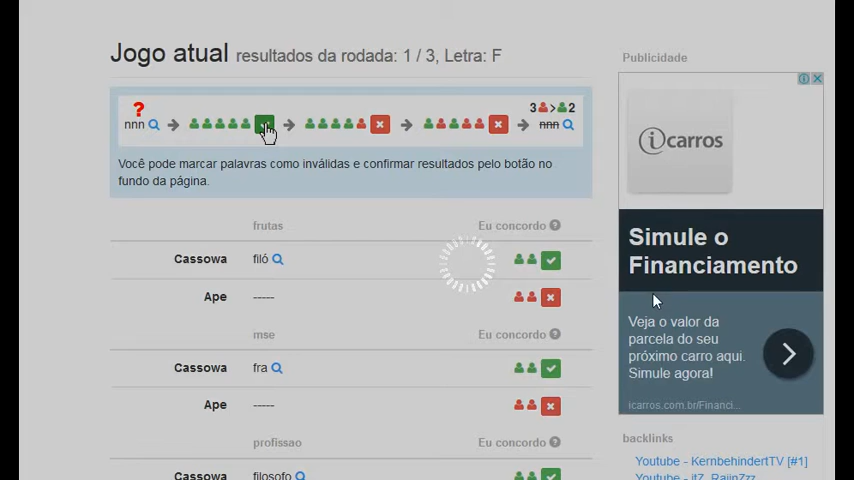 Jogo atual resultados da rodada: 1 / 3, Letra: F
?
nnn
3 > 2
nnn
Você pode marcar palavras como inválidas e confirmar resultados pelo botão no
fundo da página.
frutas Eu concordo ?
Cassowa filó
Ape -----
mse Eu concordo ?
Cassowa fra
Ape -----
profissao Eu concordo ?
Cassowa filosofo
Publicidade
icarros
Simule o
Financiamento
Veja o valor da
parcela do seu
próximo carro aqui.
Simule agora!
icarros.com.br/Financi...
backlinks
Youtube - KernbehindertTV [#1]
Youtube - itZ_RajinZzz